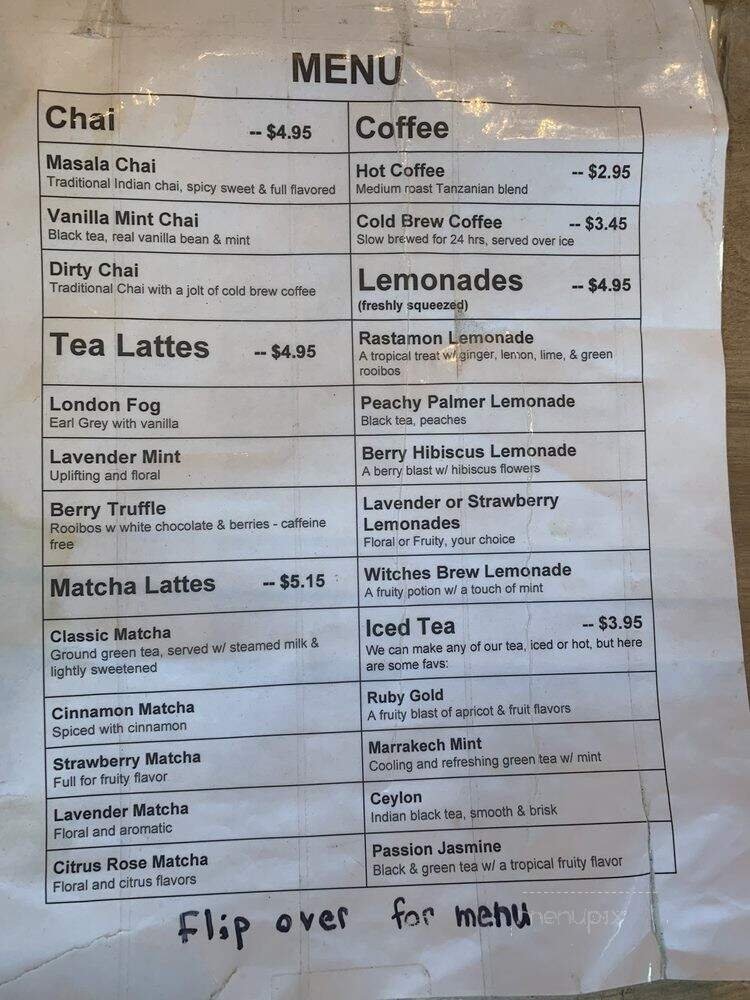 MENU
Chai -- $4.95
Masala Chai
Traditional Indian chai, spicy sweet & full flavored
Vanilla Mint Chai
Black tea, real vanilla bean & mint
Dirty Chai
Traditional Chai with a jolt of cold brew coffee
Tea Lattes -- $4.95
London Fog
Earl Grey with vanilla
Lavender Mint
Uplifting and floral
Berry Truffle
Rooibos w white chocolate & berries - caffeine
free
Matcha Lattes -- $5.15
Classic Matcha
Ground green tea, served w/ steamed milk &
lightly sweetened
Cinnamon Matcha
Spiced with cinnamon
Strawberry Matcha
Full for fruity flavor
Lavender Matcha
Floral and aromatic
Citrus Rose Matcha
Floral and citrus flavors
Coffee
Hot Coffee -- $2.95
Medium roast Tanzanian blend
Cold Brew Coffee -- $3.45
Slow brewed for 24 hrs, served over ice
Lemonades -- $4.95
(freshly squeezed)
Rastamon Lemonade
A tropical treat w/ ginger, lemon, lime, & green
rooibos
Peachy Palmer Lemonade
Black tea, peaches
Berry Hibiscus Lemonade
A berry blast w/ hibiscus flowers
Lavender or Strawberry
Lemonades
Floral or Fruity, your choice
Witches Brew Lemonade
A fruity potion w/ a touch of mint
Iced Tea -- $3.95
We can make any of our tea, iced or hot, but here
are some favs:
Ruby Gold
A fruity blast of apricot & fruit flavors
Marrakech Mint
Cooling and refreshing green tea w/ mint
Ceylon
Indian black tea, smooth & brisk
Passion Jasmine
Black & green tea w/ a tropical fruity flavor
Flip over for menu
menupix